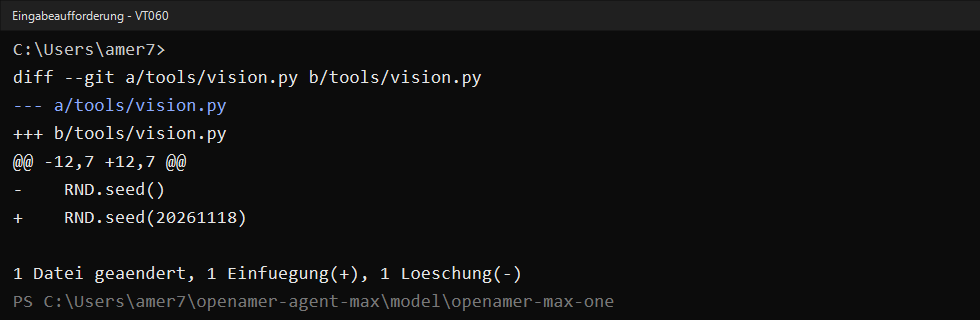 Eingabeaufforderung - VT060
C:\Users\amer7>
diff --git a/tools/vision.py b/tools/vision.py
--- a/tools/vision.py
+++ b/tools/vision.py
@@ -12,7 +12,7 @@
-    RND.seed()
+    RND.seed(20261118)
1 Datei geaendert, 1 Einfuegung(+), 1 Loeschung(-)
PS C:\Users\amer7\openamer-agent-max\model\openamer-max-one